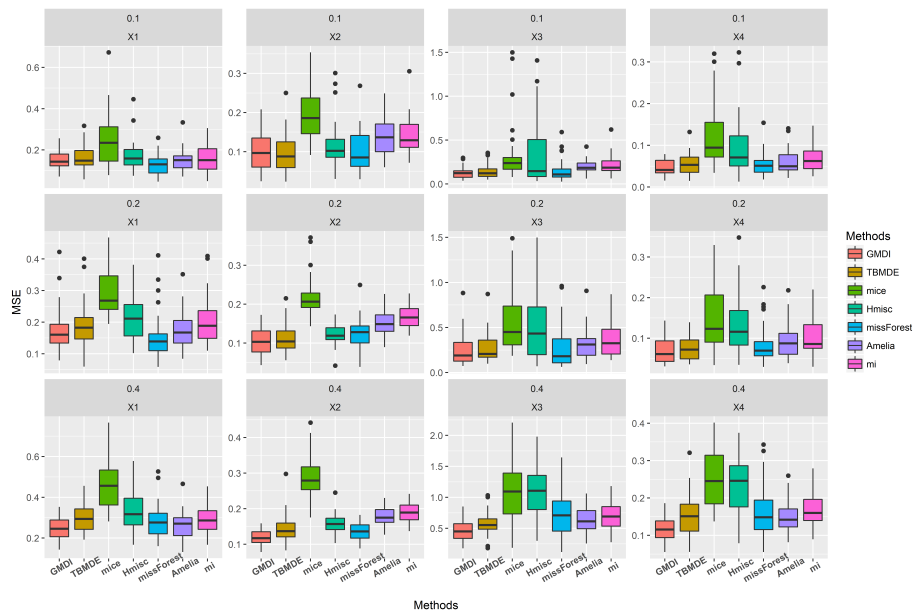 0.1 0.1 0.1 0.1
X1 X2 X3 X4
0.6
0.4
0.2
0.3
0.2
0.1
1.5
1.0
0.5
0.0
0.3
0.2
0.1
0.0
0.2 0.2 0.2 0.2
X1 X2 X3 X4
0.4
0.3
0.2
0.1
0.3
0.2
0.1
1.5
1.0
0.5
0.0
0.3
0.2
0.1
0.0
0.4 0.4 0.4 0.4
X1 X2 X3 X4
0.6
0.4
0.2
0.4
0.3
0.2
0.1
2.0
1.5
1.0
0.5
0.4
0.3
0.2
0.1
MSE
GMDI TBMDE mice Hmisc missForest Amelia mi
GMDI TBMDE mice Hmisc missForest Amelia mi
GMDI TBMDE mice Hmisc missForest Amelia mi
GMDI TBMDE mice Hmisc missForest Amelia mi
Methods
Methods
GMDI
TBMDE
mice
Hmisc
missForest
Amelia
mi